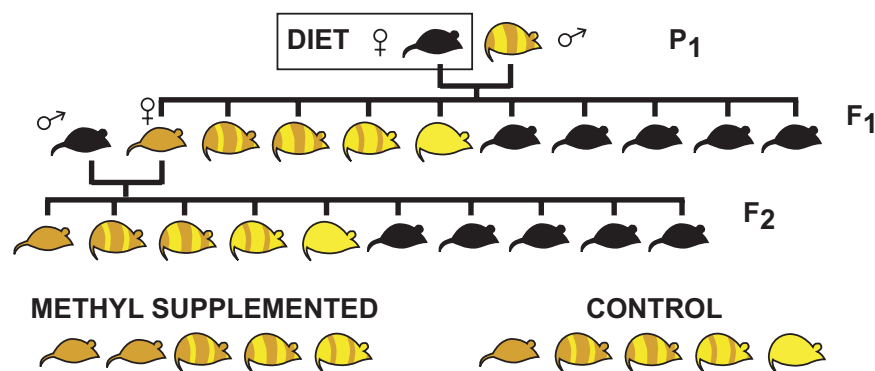 DIET ♀ ♂ P1
♂ ♀ F1
F2
METHYL SUPPLEMENTED CONTROL